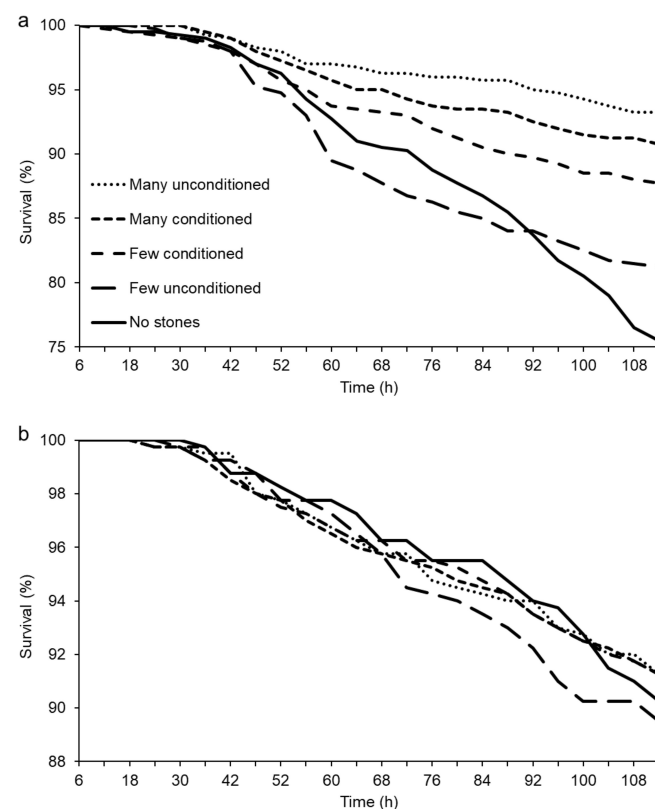 a
100
95
90
85
80
75
Survival (%)
Many unconditioned
Many conditioned
Few conditioned
Few unconditioned
No stones
6 18 30 42 52 60 68 76 84 92 100 108
Time (h)
b
100
98
96
94
92
90
88
Survival (%)
6 18 30 42 52 60 68 76 84 92 100 108
Time (h)